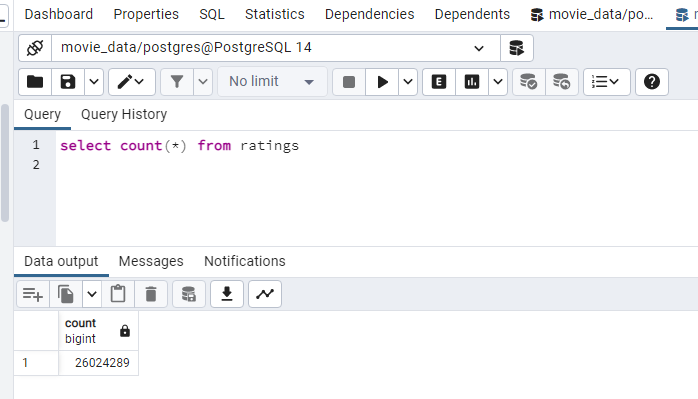 Dashboard Properties SQL Statistics Dependencies Dependents movie_data/po...
movie_data/postgres@PostgreSQL 14
No limit E
Query Query History
1 select count(*) from ratings
2
Data output Messages Notifications
count
bigint
1 26024289